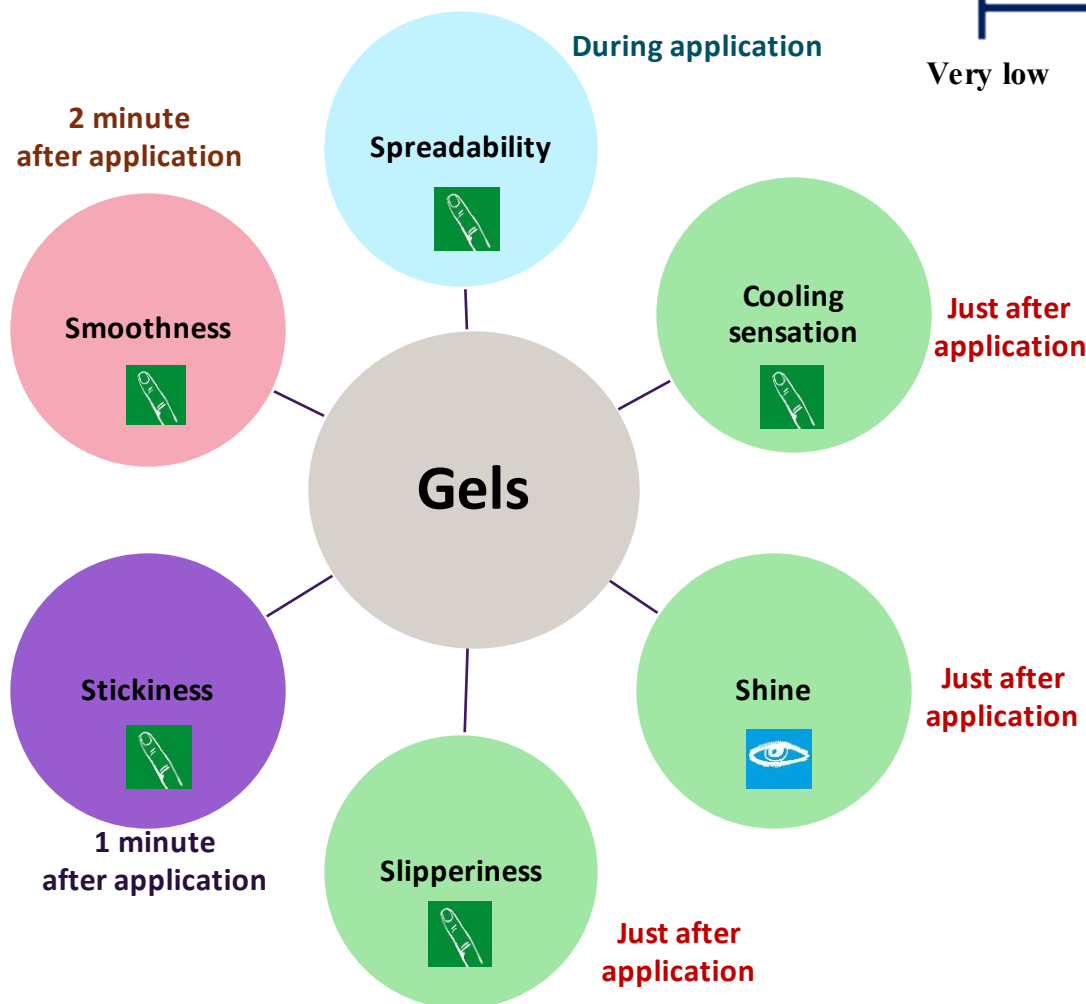 During application
Very low
2 minute
after application
Spreadability
Cooling
sensation
Just after
application
Smoothness
Gels
Stickiness
Shine
Just after
application
1 minute
after application
Slipperiness
Just after
application